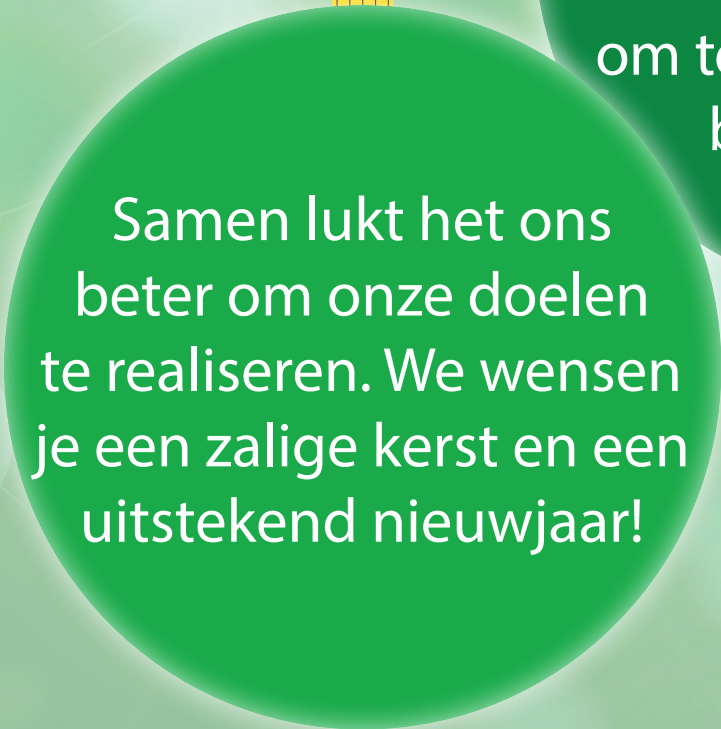 om
Samen lukt het ons
beter om onze doelen
te realiseren. We wensen
je een zalige kerst en een
uitstekend nieuwjaar!